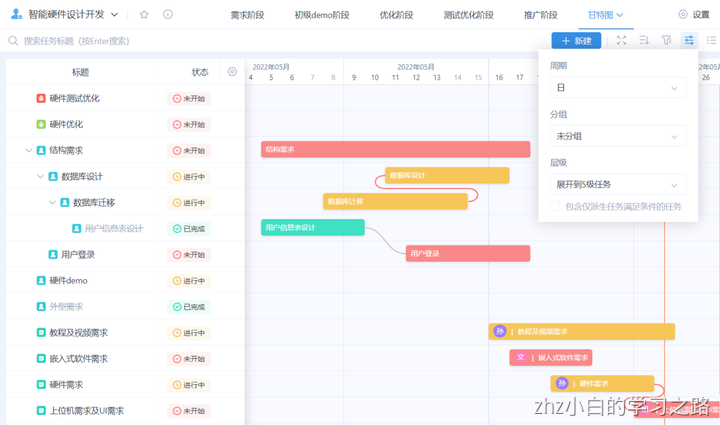 智能硬件设计开发
需求阶段 初级demo阶段 优化阶段 测试优化阶段 推广阶段 甘特图 设置
搜索任务标题（按Enter搜索） + 新建
标题 状态
2022年05月 2022年05月
4 5 6 7 8 9 10 11 12 13 14 15 16 17 26
周期
日
分组
未分组
层级
展开到5级任务
包含仅派生任务满足条件的任务
硬件测试优化 未开始
硬件优化 未开始
结构需求 未开始 结构需求
数据库设计 进行中 数据库设计
数据库迁移 进行中 数据库迁移
用户信息表设计 已完成 用户信息表设计
用户登录 未开始 用户登录
硬件demo 进行中
外型需求 已完成
教程及视频需求 进行中 孙 | 教程及视频需求
嵌入式软件需求 未开始 文 | 嵌入式软件需求
硬件需求 进行中 孙 | 硬件需求
上位机需求及UI需求 未开始
zhz小白的学习之路